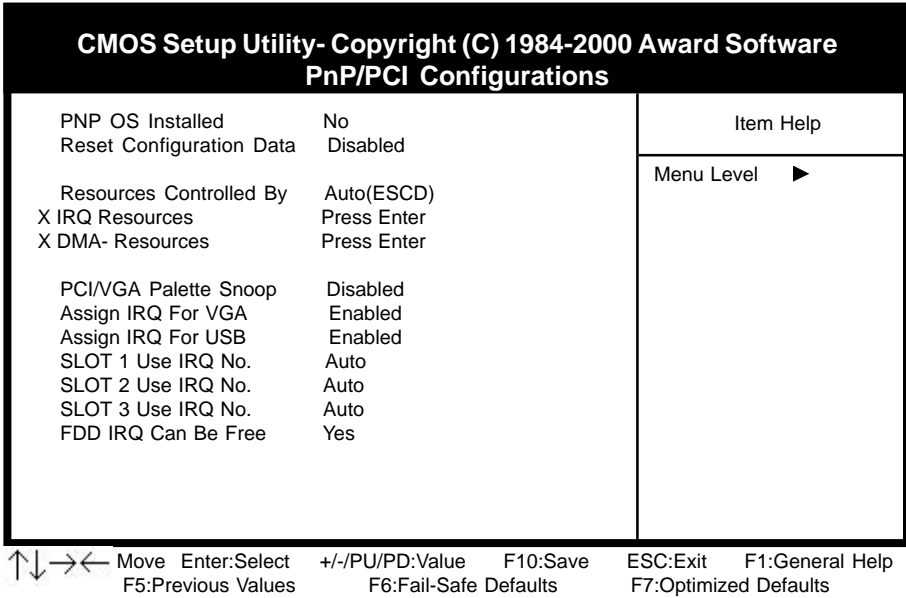 CMOS Setup Utility- Copyright (C) 1984-2000 Award Software
PnP/PCI Configurations
PNP OS Installed No
Reset Configuration Data Disabled
Resources Controlled By Auto(ESCD)
X IRQ Resources Press Enter
X DMA- Resources Press Enter
PCI/VGA Palette Snoop Disabled
Assign IRQ For VGA Enabled
Assign IRQ For USB Enabled
SLOT 1 Use IRQ No. Auto
SLOT 2 Use IRQ No. Auto
SLOT 3 Use IRQ No. Auto
FDD IRQ Can Be Free Yes
Item Help
Menu Level ▶
↑↓→← Move Enter:Select +/-/PU/PD:Value F10:Save ESC:Exit F1:General Help
F5:Previous Values F6:Fail-Safe Defaults F7:Optimized Defaults